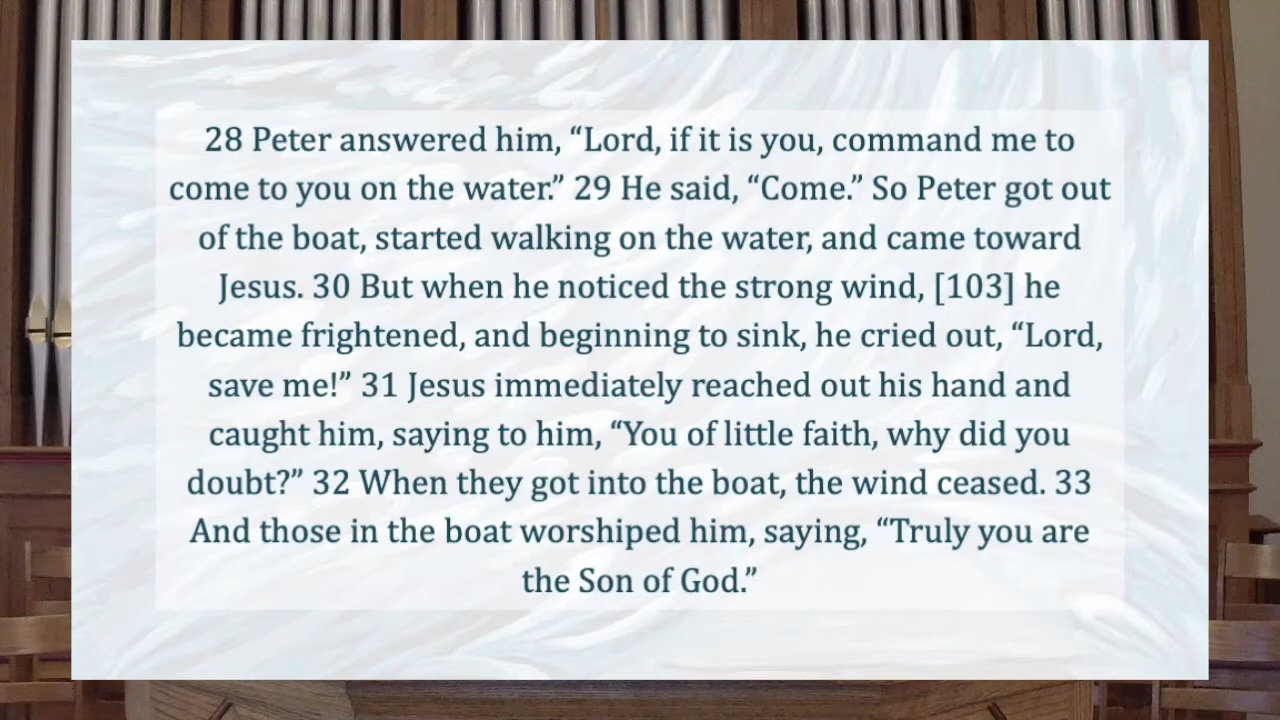 28 Peter answered him, “Lord, if it is you, command me to
come to you on the water.” 29 He said, “Come.” So Peter got out
of the boat, started walking on the water, and came toward
Jesus. 30 But when he noticed the strong wind, [103] he
became frightened, and beginning to sink, he cried out, “Lord,
save me!” 31 Jesus immediately reached out his hand and
caught him, saying to him, “You of little faith, why did you
doubt?” 32 When they got into the boat, the wind ceased. 33
And those in the boat worshiped him, saying, “Truly you are
the Son of God.”